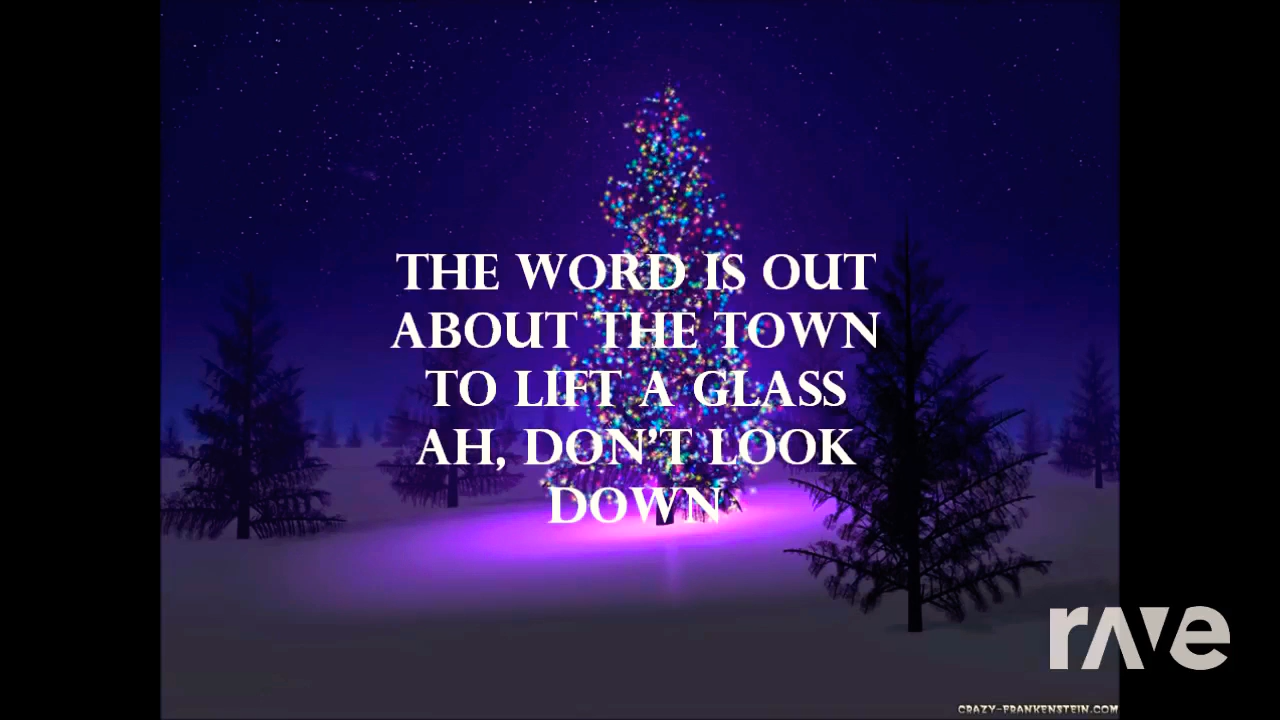 THE WORD IS OUT
ABOUT THE TOWN
TO LIFT A GLASS
AH, DON'T LOOK
DOWN
rave
CRAZY-FRANKENSTEIN.COM